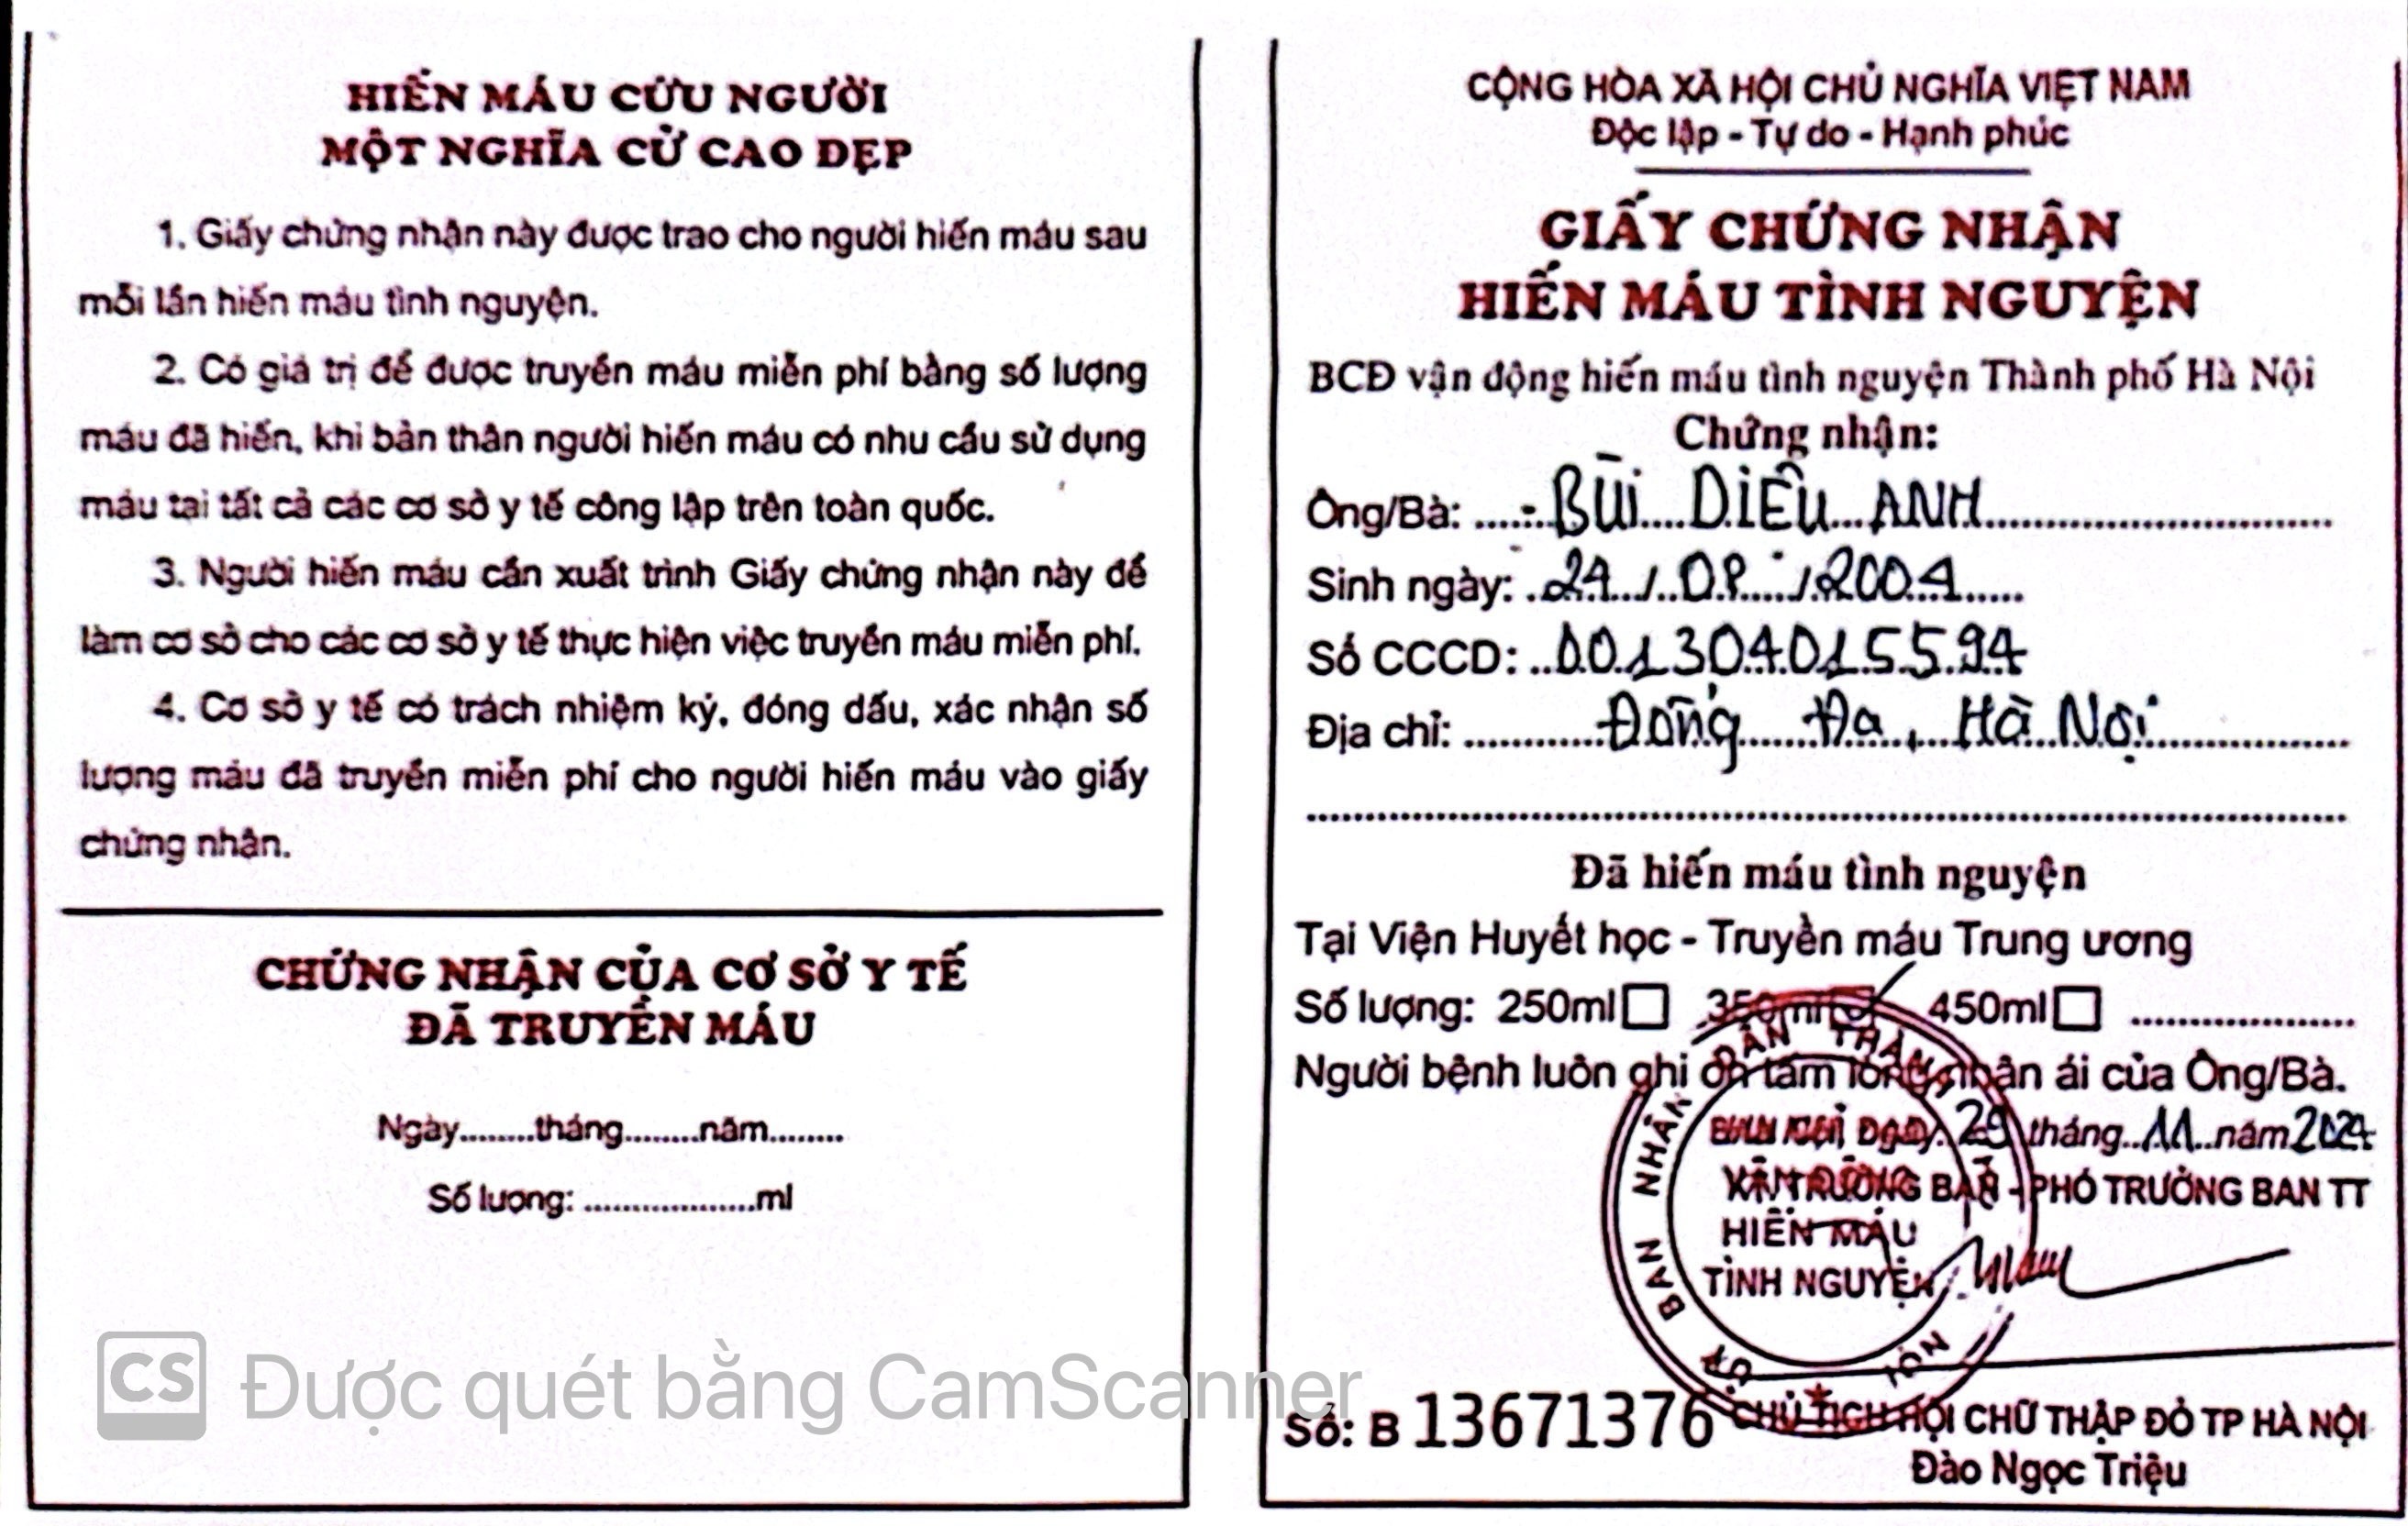 HIẾN MÁU CỨU NGƯỜI
MỘT NGHĨA CỬ CAO ĐẸP
1. Giấy chứng nhận này được trao cho người hiến máu sau
mỗi lần hiến máu tình nguyện.
2. Có giá trị để được truyền máu miễn phí bằng số lượng
máu đã hiến, khi bản thân người hiến máu có nhu cầu sử dụng
máu tại tất cả các cơ sở y tế công lập trên toàn quốc.
3. Người hiến máu cần xuất trình Giấy chứng nhận này để
làm cơ sở cho các cơ sở y tế thực hiện việc truyền máu miễn phí.
4. Cơ sở y tế có trách nhiệm ký, đóng dấu, xác nhận số
lượng máu đã truyền miễn phí cho người hiến máu vào giấy
chứng nhận.
CHỨNG NHẬN CỦA CƠ SỞ Y TẾ
ĐÃ TRUYỀN MÁU
Ngày........tháng........năm........
Số lượng: ..................ml
CS Được quét bằng CamScanner
CỘNG HÒA XÃ HỘI CHỦ NGHĨA VIỆT NAM
Độc lập - Tự do - Hạnh phúc
GIẤY CHỨNG NHẬN
HIẾN MÁU TÌNH NGUYỆN
BCĐ vận động hiến máu tình nguyện Thành phố Hà Nội
Chứng nhận:
Ông/Bà: BÙI DIỆU ANH
Sinh ngày: 24/08/2004
Số CCCD: 001304015594
Địa chỉ: Đống Đa, Hà Nội
Đã hiến máu tình nguyện
Tại Viện Huyết học - Truyền máu Trung ương
Số lượng: 250ml 350ml 450ml
Người bệnh luôn ghi ơn tấm lòng nhân ái của Ông/Bà.
29 tháng 11 năm 2024
TRƯỞNG BAN - PHÓ TRƯỞNG BAN TT
BAN CHỈ ĐẠO
VẬN ĐỘNG
HIẾN MÁU
TÌNH NGUYỆN
ỦY BAN NHÂN DÂN THÀNH NỘI
Số: B 13671376
CHỦ TỊCH HỘI CHỮ THẬP ĐỎ TP HÀ NỘI
Đào Ngọc Triệu